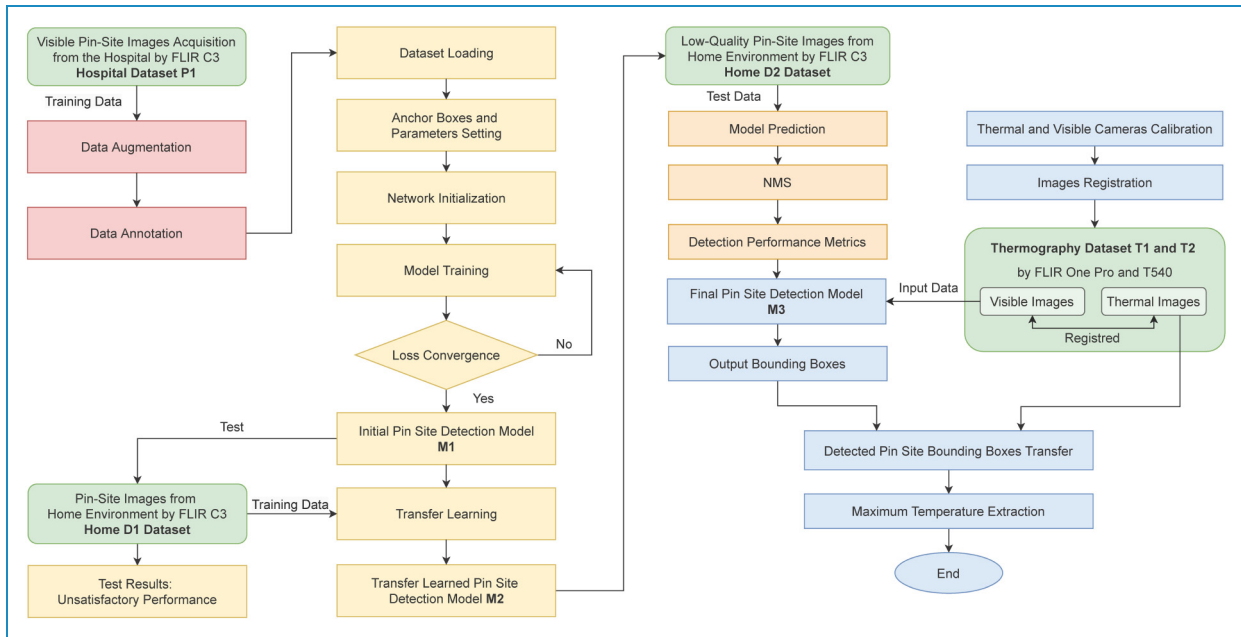 Visible Pin-Site Images Acquisition
from the Hospital by FLIR C3
Hospital Dataset P1
Training Data
Data Augmentation
Data Annotation
Dataset Loading
Anchor Boxes and
Parameters Setting
Network Initialization
Model Training
Loss Convergence
No
Yes
Initial Pin Site Detection Model
M1
Test
Pin-Site Images from
Home Environment by FLIR C3
Home D1 Dataset
Training Data
Transfer Learning
Test Results:
Unsatisfactory Performance
Transfer Learned Pin Site
Detection Model M2
Low-Quality Pin-Site Images from
Home Environment by FLIR C3
Home D2 Dataset
Test Data
Model Prediction
NMS
Detection Performance Metrics
Final Pin Site Detection Model
M3
Output Bounding Boxes
Thermal and Visible Cameras Calibration
Images Registration
Thermography Dataset T1 and T2
by FLIR One Pro and T540
Input Data
Visible Images
Thermal Images
Registred
Detected Pin Site Bounding Boxes Transfer
Maximum Temperature Extraction
End